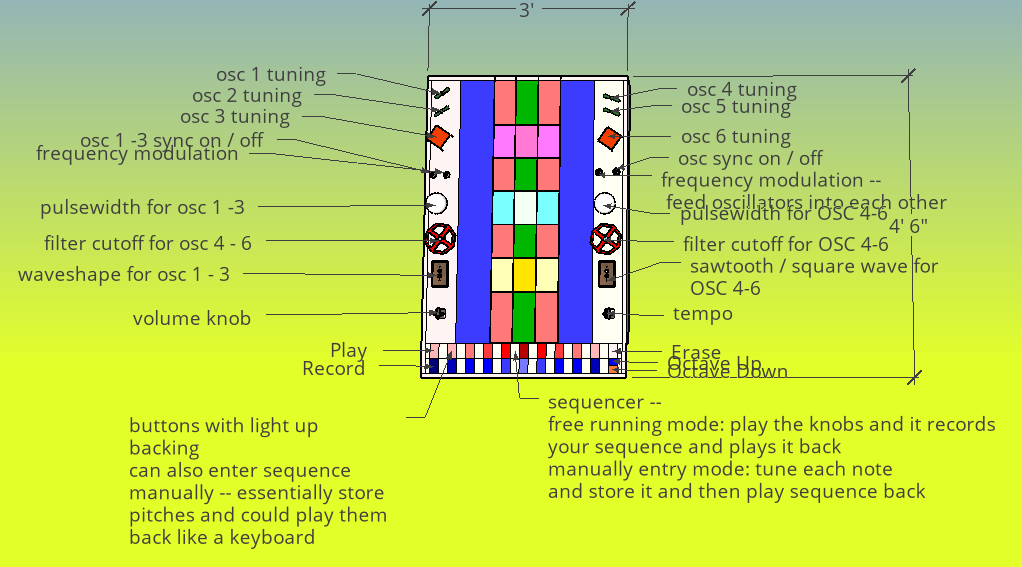 3'
osc 1 tuning
osc 2 tuning
osc 3 tuning
osc 1 -3 sync on / off
frequency modulation
pulsewidth for osc 1 -3
filter cutoff for osc 4 - 6
waveshape for osc 1 - 3
volume knob
Play
Record
buttons with light up
backing
can also enter sequence
manually -- essentially store
pitches and could play them
back like a keyboard
osc 4 tuning
osc 5 tuning
osc 6 tuning
osc sync on / off
frequency modulation --
feed oscillators into each other
pulsewidth for OSC 4-6
4' 6"
filter cutoff for OSC 4-6
sawtooth / square wave for
OSC 4-6
tempo
Erase
Octave Up
Octave Down
sequencer --
free running mode: play the knobs and it records
your sequence and plays it back
manually entry mode: tune each note
and store it and then play sequence back